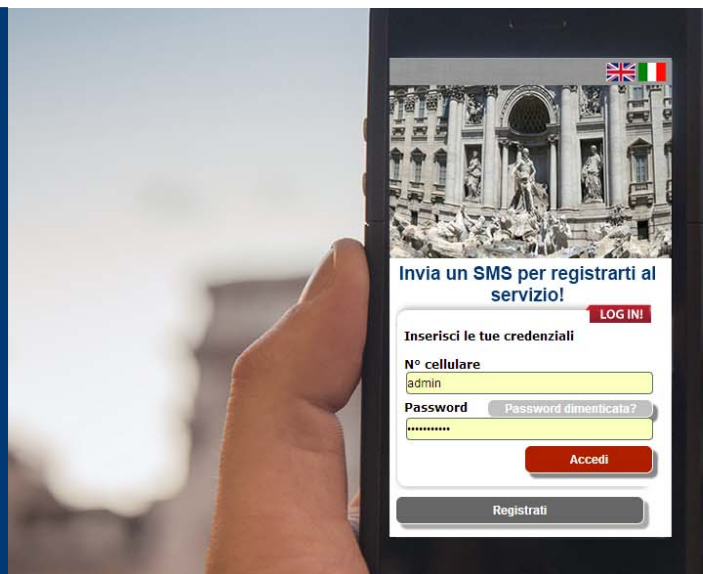 Invia un SMS per registrarti al
servizio!
LOG IN!
Inserisci le tue credenziali
N° cellulare
admin
Password Password dimenticata?
•••••••••••
Accedi
Registrati